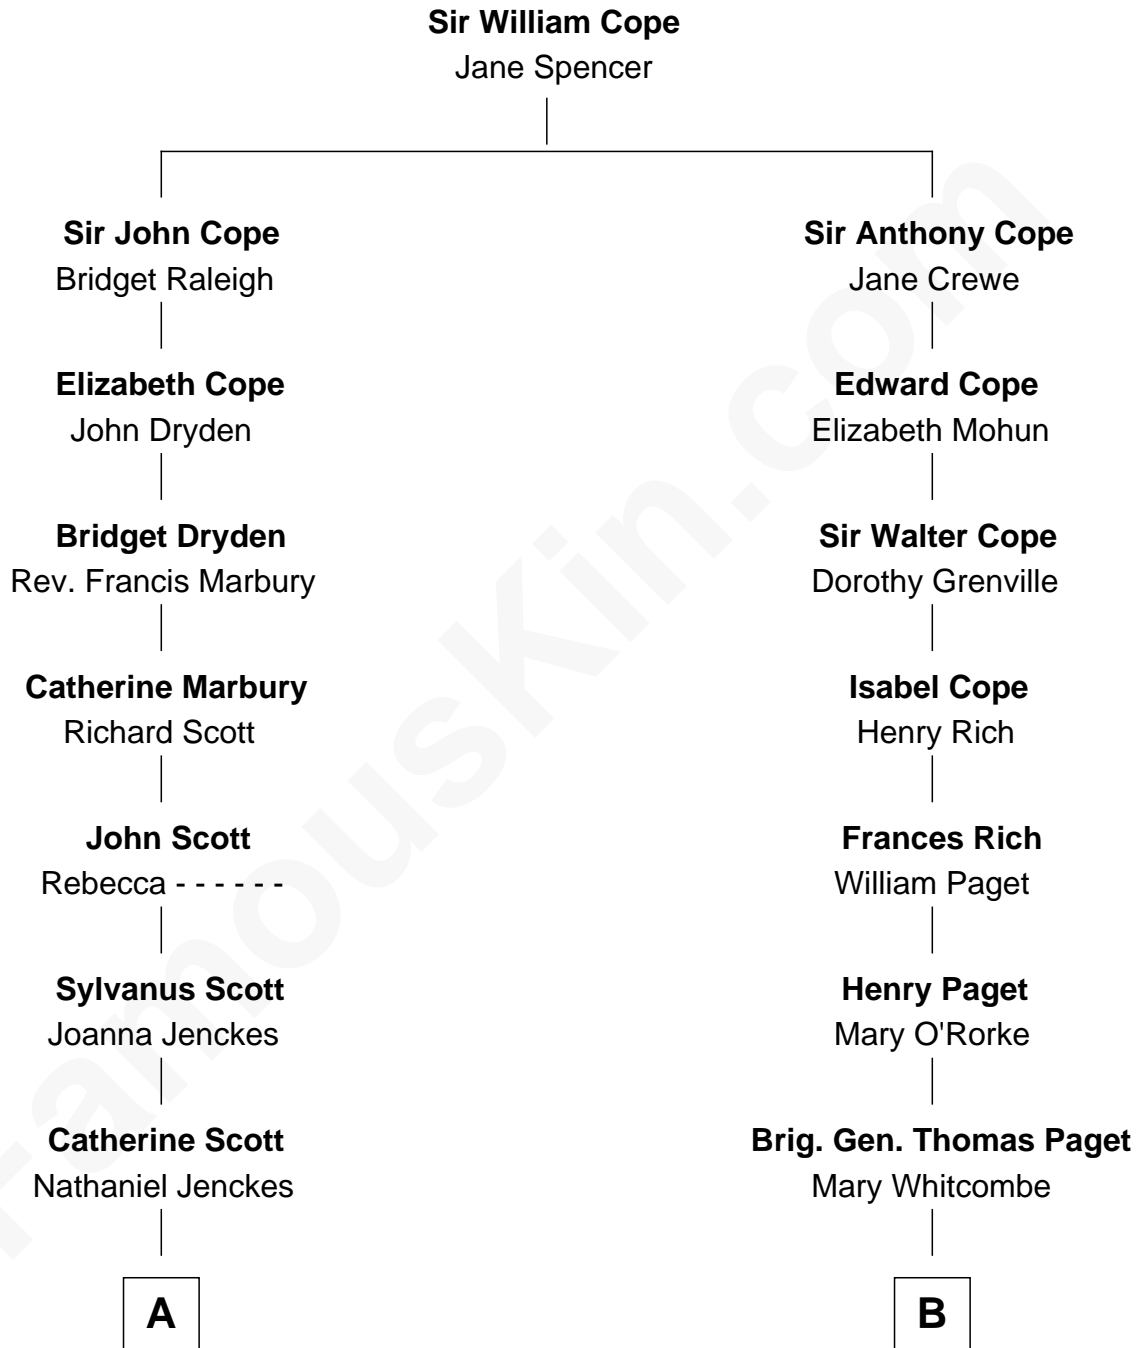 Sir William Cope
Jane Spencer
Sir John Cope
Bridget Raleigh
Elizabeth Cope
John Dryden
Bridget Dryden
Rev. Francis Marbury
Catherine Marbury
Richard Scott
John Scott
Rebecca - - - - - -
Sylvanus Scott
Joanna Jenckes
Catherine Scott
Nathaniel Jenckes
A
Sir Anthony Cope
Jane Crewe
Edward Cope
Elizabeth Mohun
Sir Walter Cope
Dorothy Grenville
Isabel Cope
Henry Rich
Frances Rich
William Paget
Henry Paget
Mary O'Rorke
Brig. Gen. Thomas Paget
Mary Whitcombe
B
FamousKin.com